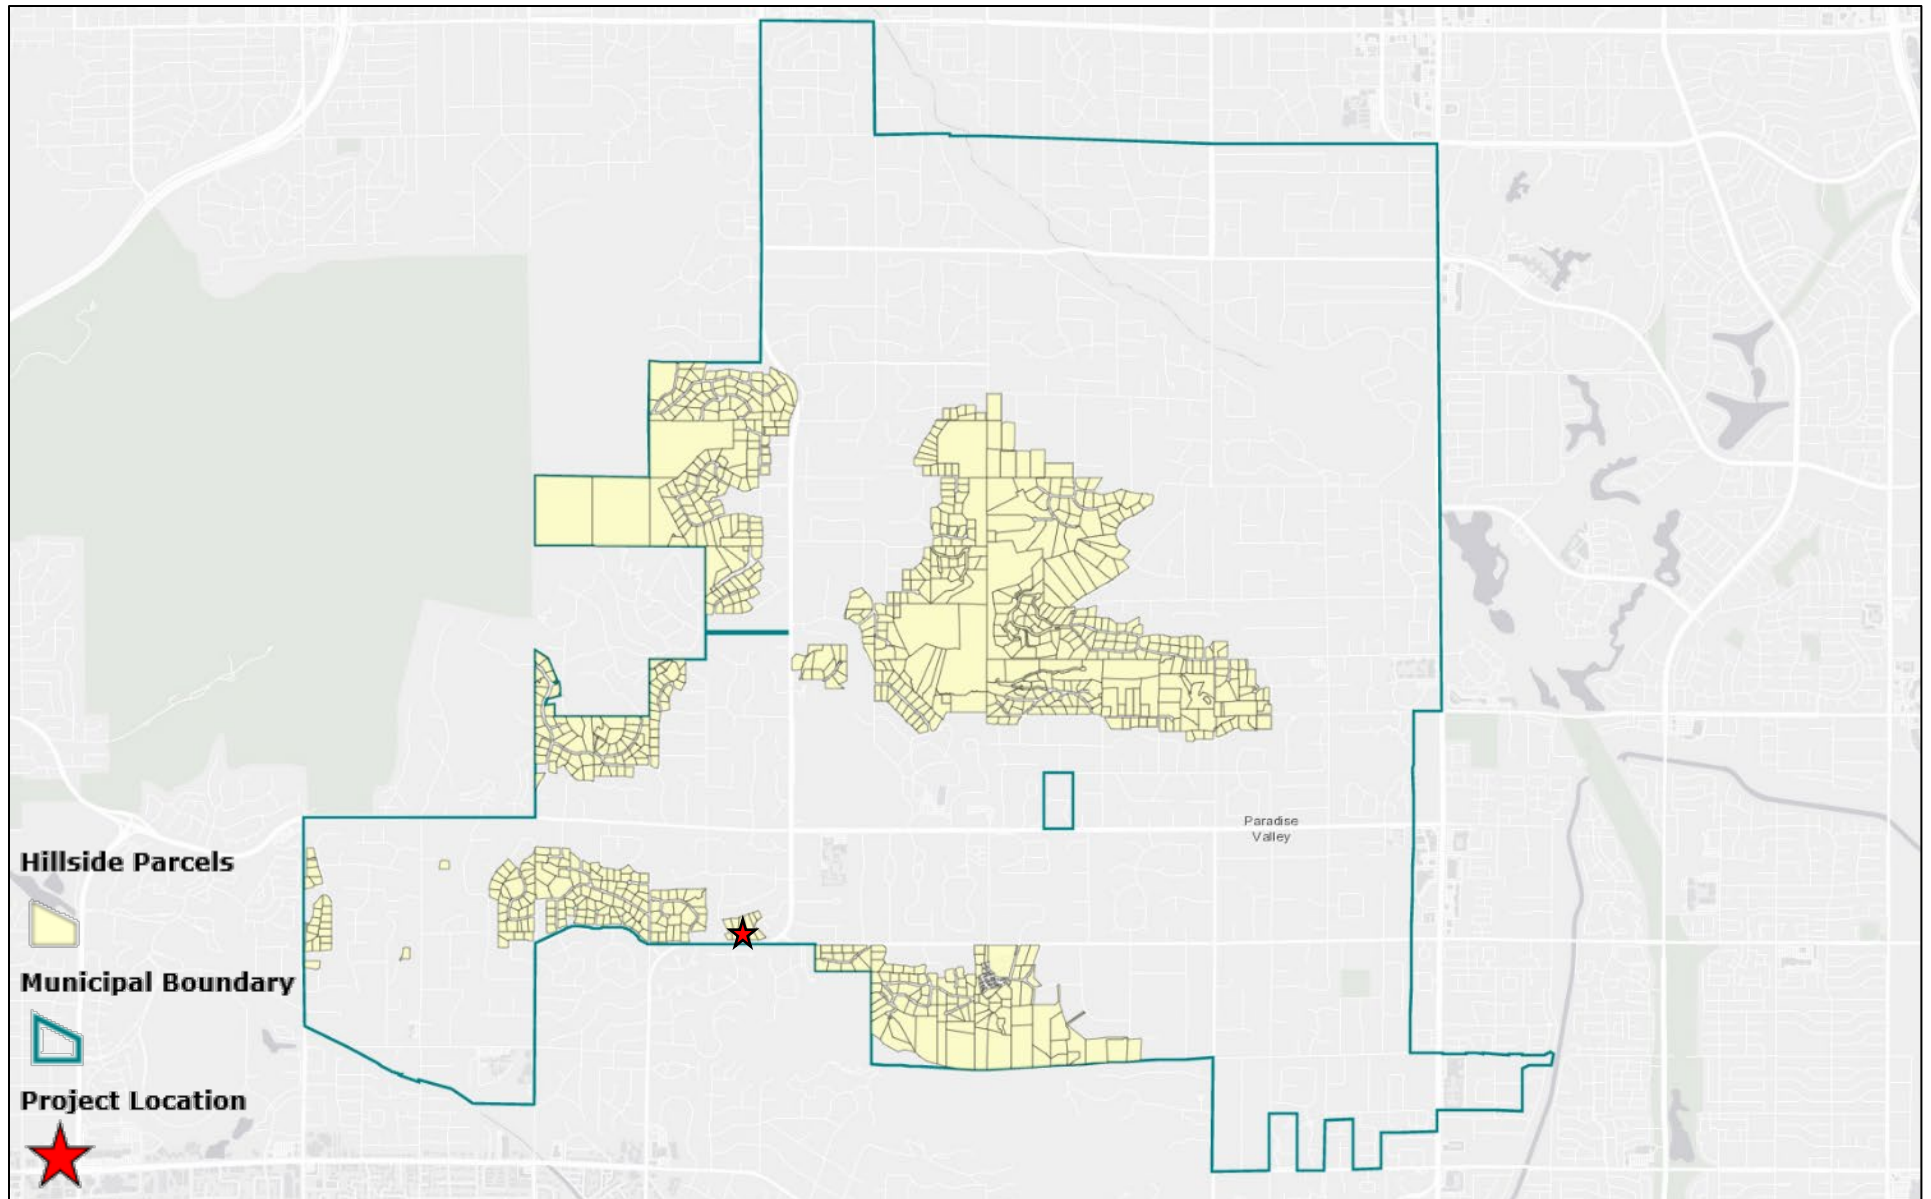 Paradise
Valley
Hillside Parcels
Municipal Boundary
Project Location